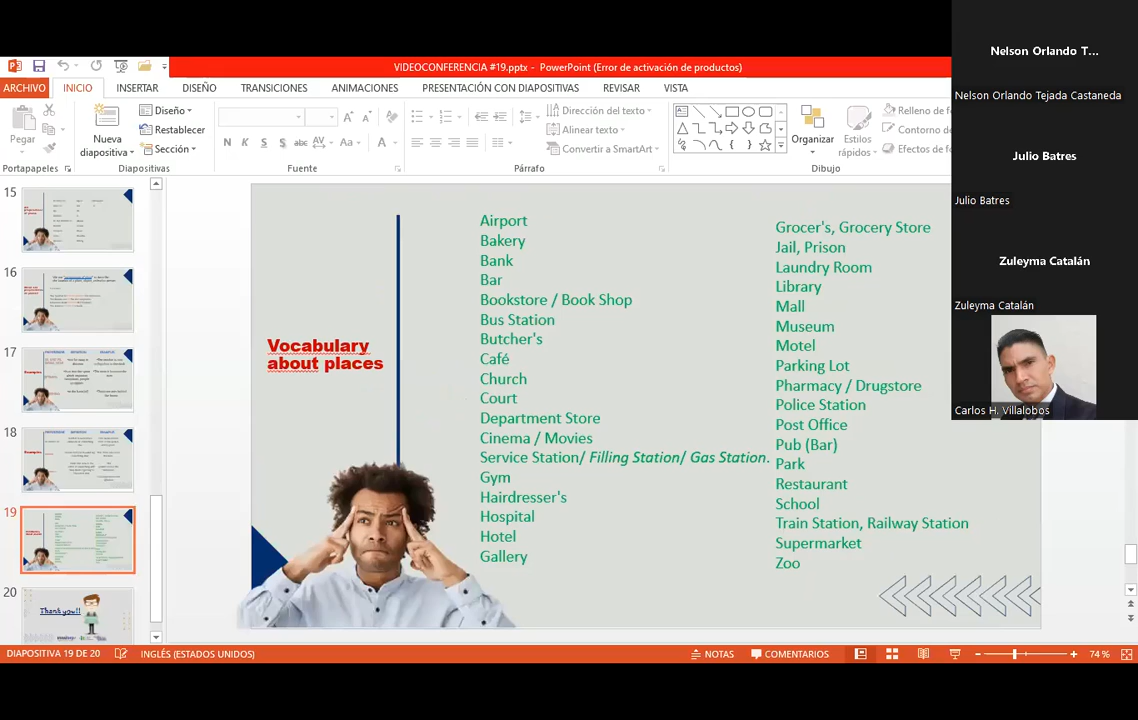 VIDEOCONFERENCIA #19.pptx - PowerPoint (Error de activación de productos)
ARCHIVO INICIO INSERTAR DISEÑO TRANSICIONES ANIMACIONES PRESENTACIÓN CON DIAPOSITIVAS REVISAR VISTA
Pegar
Nueva
diapositiva
Diseño
Restablecer
Sección
N K S S abc AV Aa A
Dirección del texto
Alinear texto
Convertir a SmartArt
Organizar
Estilos
rápidos
Relleno de
Contorno de
Efectos de
Portapapeles Diapositivas Fuente Párrafo Dibujo
Nelson Orlando T...
Nelson Orlando Tejada Castaneda
Julio Batres
Julio Batres
Zuleyma Catalán
Zuleyma Catalán
Carlos H. Villalobos
15
16
17
18
19
20
Thank you!!
Vocabulary
about places
Airport
Bakery
Bank
Bar
Bookstore / Book Shop
Bus Station
Butcher's
Café
Church
Court
Department Store
Cinema / Movies
Service Station/ Filling Station/ Gas Station.
Gym
Hairdresser's
Hospital
Hotel
Gallery
Grocer's, Grocery Store
Jail, Prison
Laundry Room
Library
Mall
Museum
Motel
Parking Lot
Pharmacy / Drugstore
Police Station
Post Office
Pub (Bar)
Park
Restaurant
School
Train Station, Railway Station
Supermarket
Zoo
DIAPOSITIVA 19 DE 20 INGLÉS (ESTADOS UNIDOS) NOTAS COMENTARIOS 74 %